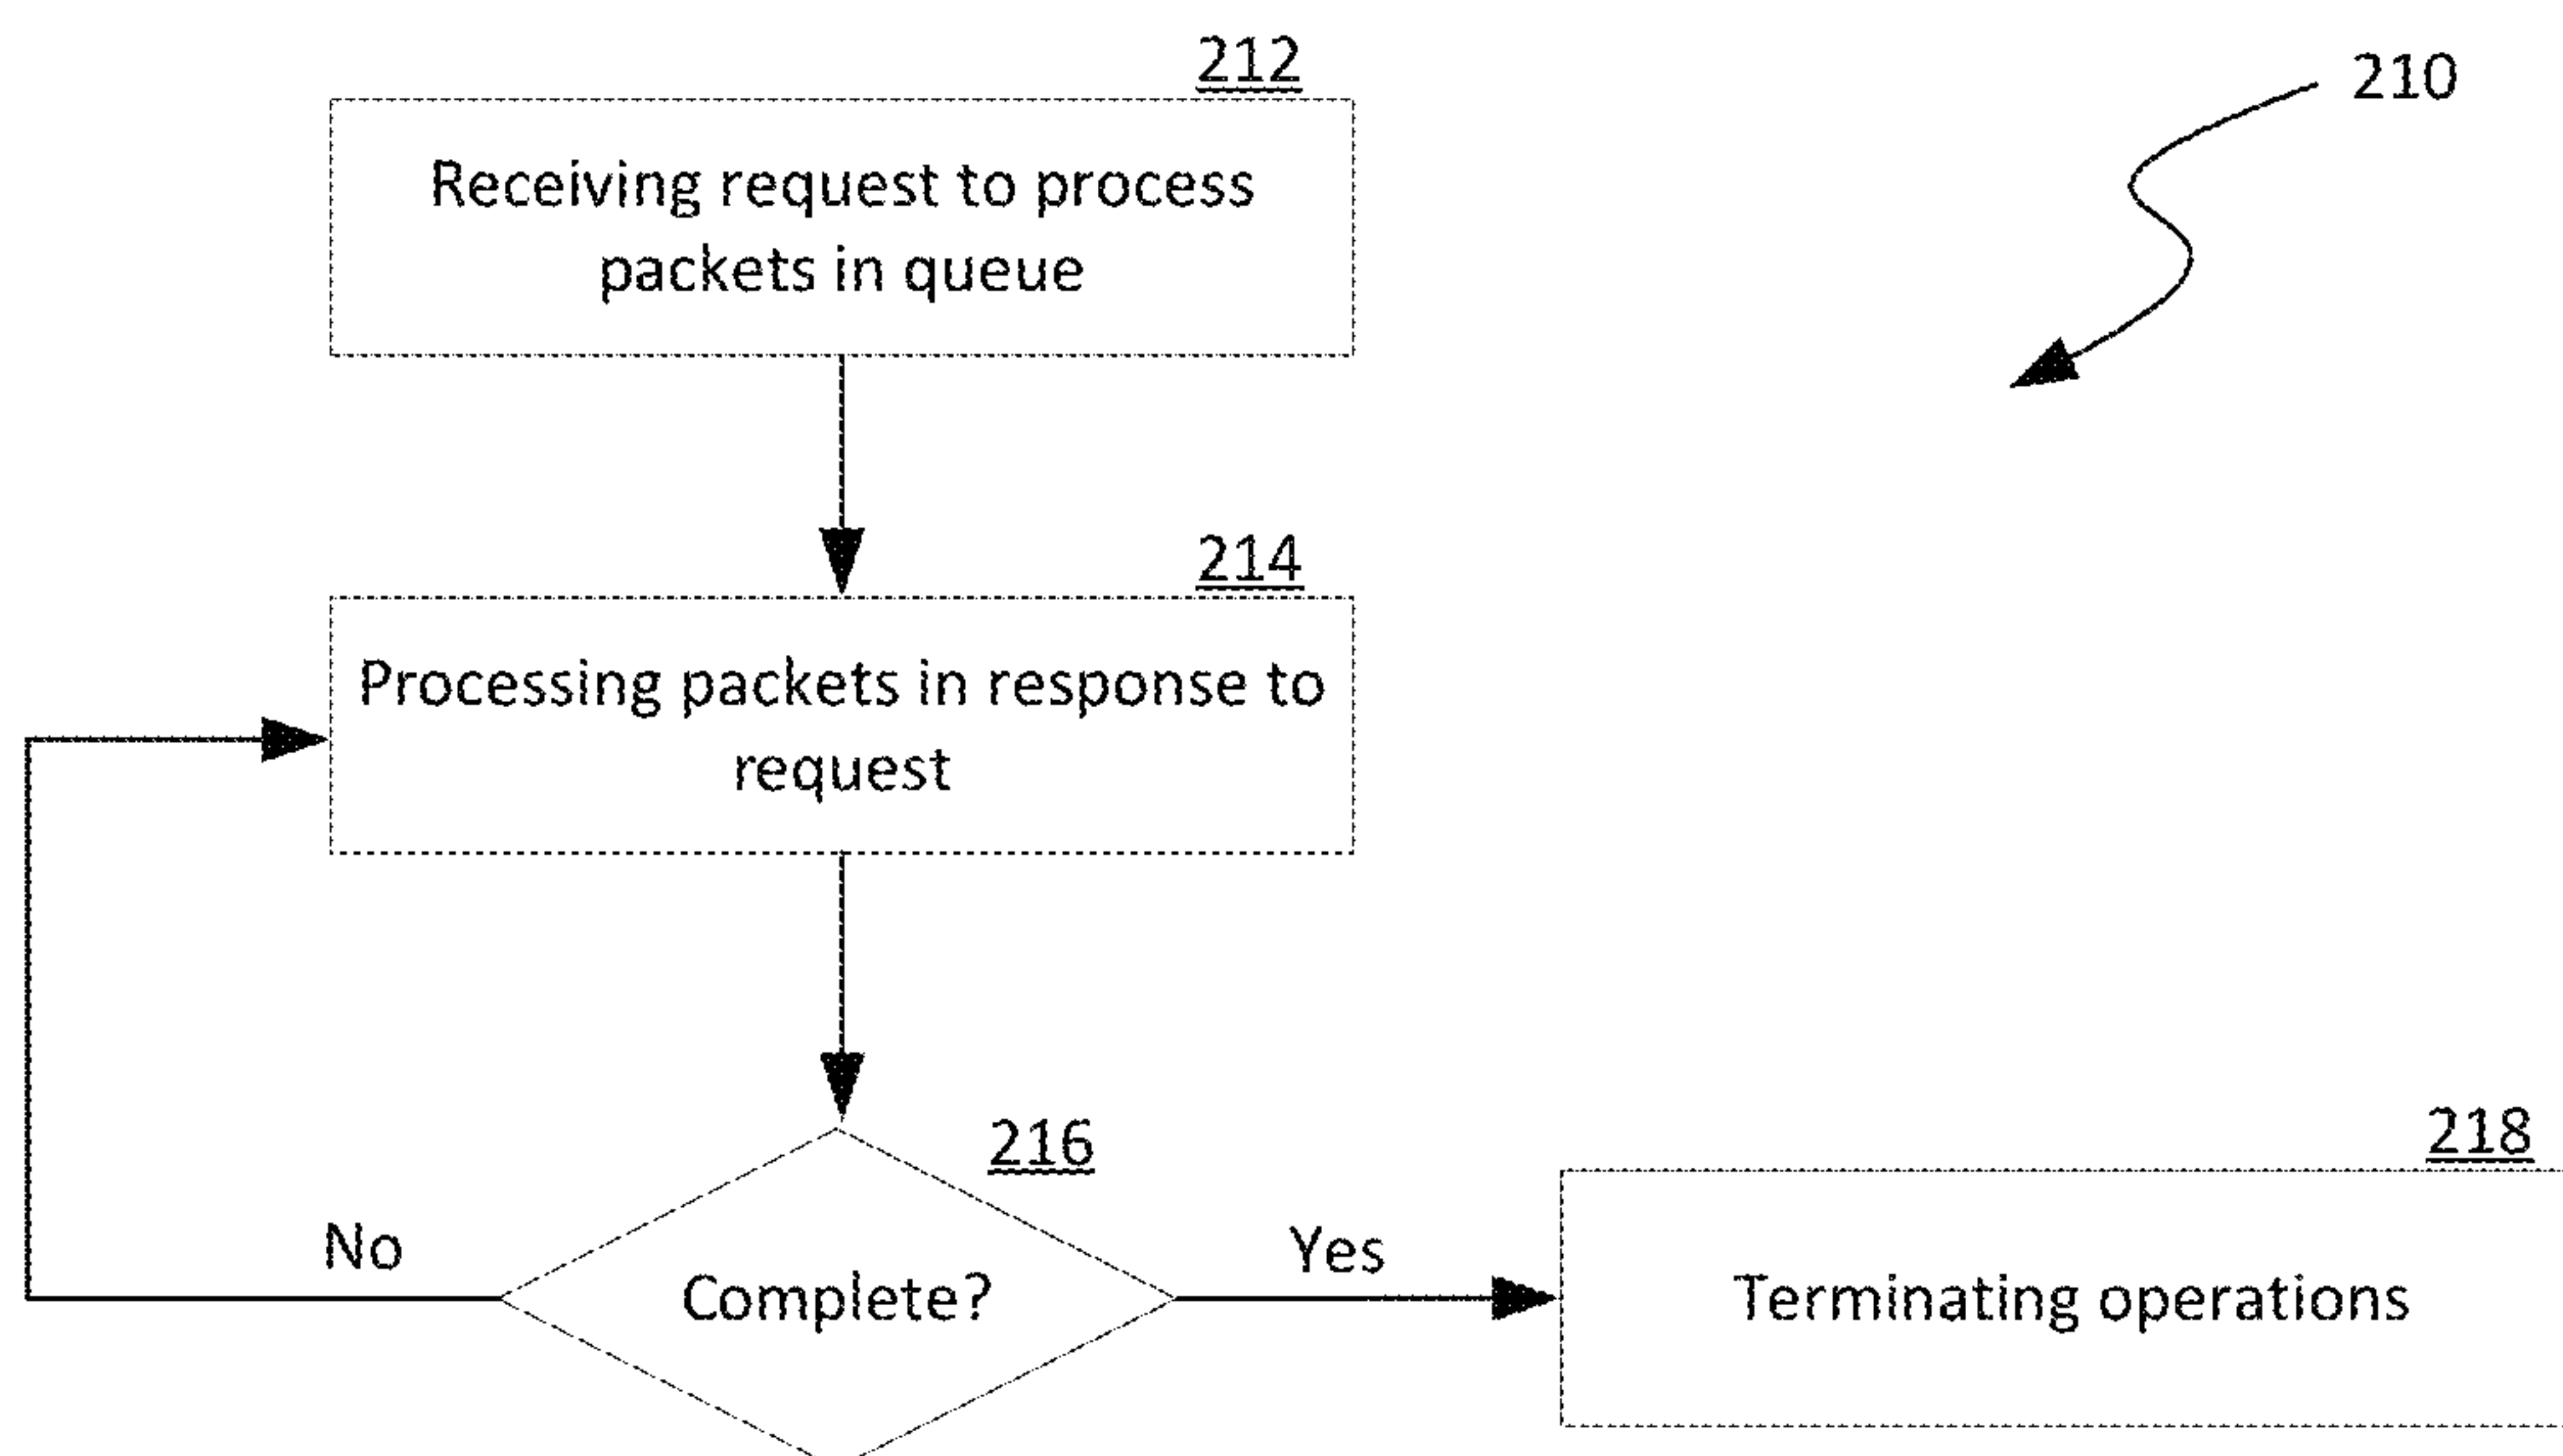 212
210
Receiving request to process
packets in queue
214
Processing packets in response to
request
216
218
No
Yes
Complete?
Terminating operations